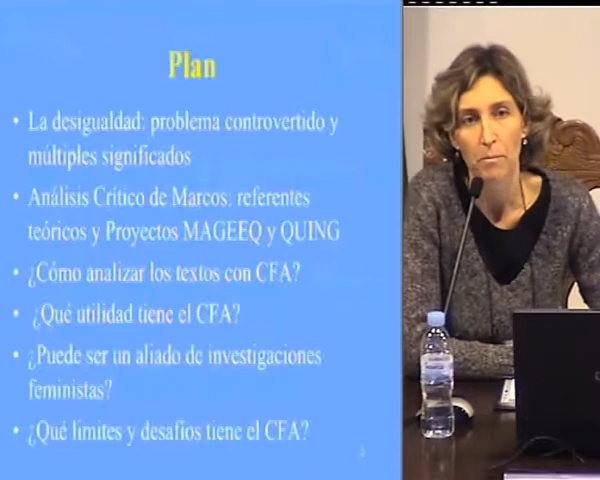 Plan
• La desigualdad: problema controvertido y
múltiples significados
• Análisis Crítico de Marcos: referentes
teóricos y Proyectos MAGEEQ y QUING
• ¿Cómo analizar los textos con CFA?
• ¿Qué utilidad tiene el CFA?
• ¿Puede ser un aliado de investigaciones
feministas?
• ¿Qué límites y desafíos tiene el CFA?